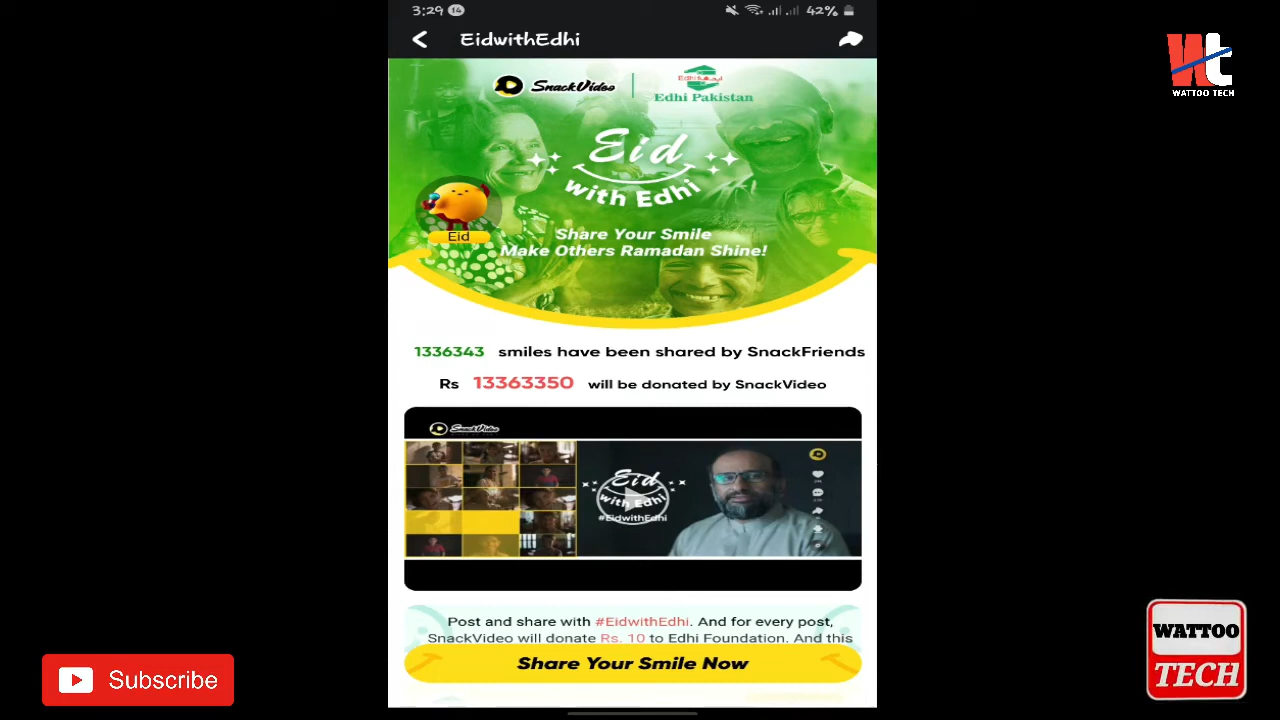 3:29 14 42%
EidwithEdhi
WATTOO TECH
SnackVideo
Edhi Pakistan
Eid
with Edhi
Eid
Share Your Smile
Make Others Ramadan Shine!
1336343 smiles have been shared by SnackFriends
Rs 13363350 will be donated by SnackVideo
SnackVideo
Eid
with Edhi
#EidwithEdhi
Post and share with #EidwithEdhi. And for every post,
SnackVideo will donate Rs. 10 to Edhi Foundation. And this
Share Your Smile Now
Subscribe
WATTOO
TECH